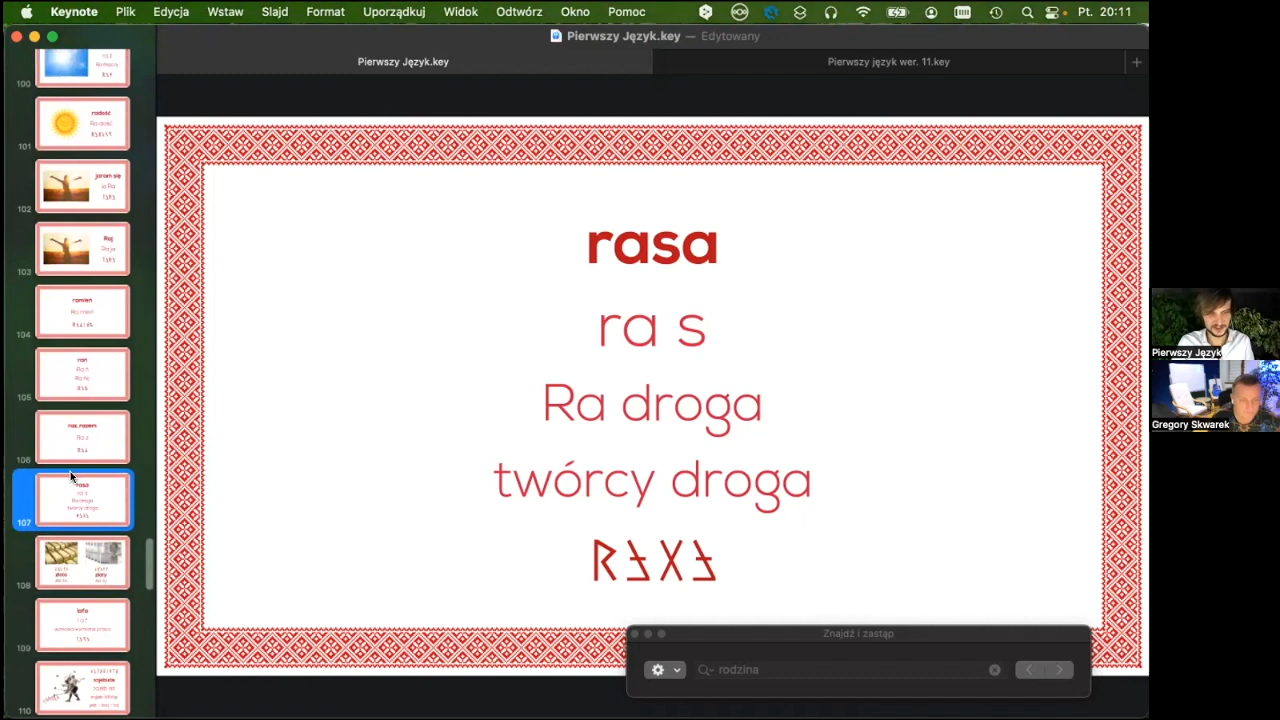 Keynote Plik Edycja Wstaw Slajd Format Uporządkuj Widok Odtwórz Okno Pomoc Pt. 20:11
Pierwszy Język.key — Edytowany
Pierwszy Język.key
Pierwszy język wer. 11.key
100
radość
101
jaram się
102
Raj
103
ramień
104
105
raz, razem
106
rasa
ra s
Ra droga
twórcy droga
107
złoto
złoty
108
lafa
109
110
rasa
ra s
Ra droga
twórcy droga
Znajdź i zastąp
rodzina
Pierwszy Język
Gregory Skwarek